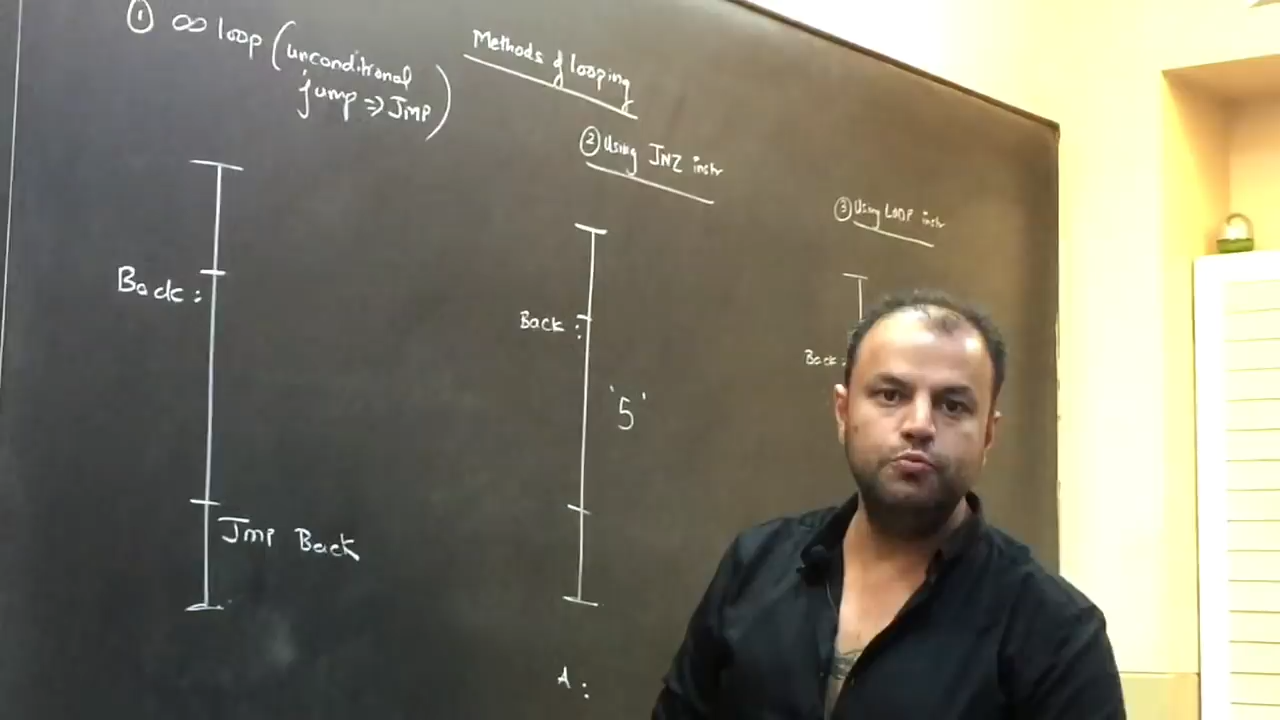 Methods of looping
① ∞ loop (unconditional
jump => JMP)
Back:
Jmp Back
② Using JNZ instr
Back:
'5'
A:
③ Using LOOP instr
Back: